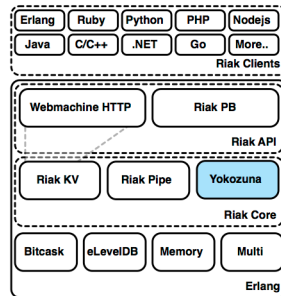 Erlang Ruby Python PHP Nodejs
Java C/C++ .NET Go More..
Riak Clients
Webmachine HTTP Riak PB
Riak API
Riak KV Riak Pipe Yokozuna
Riak Core
Bitcask eLevelDB Memory Multi
Erlang